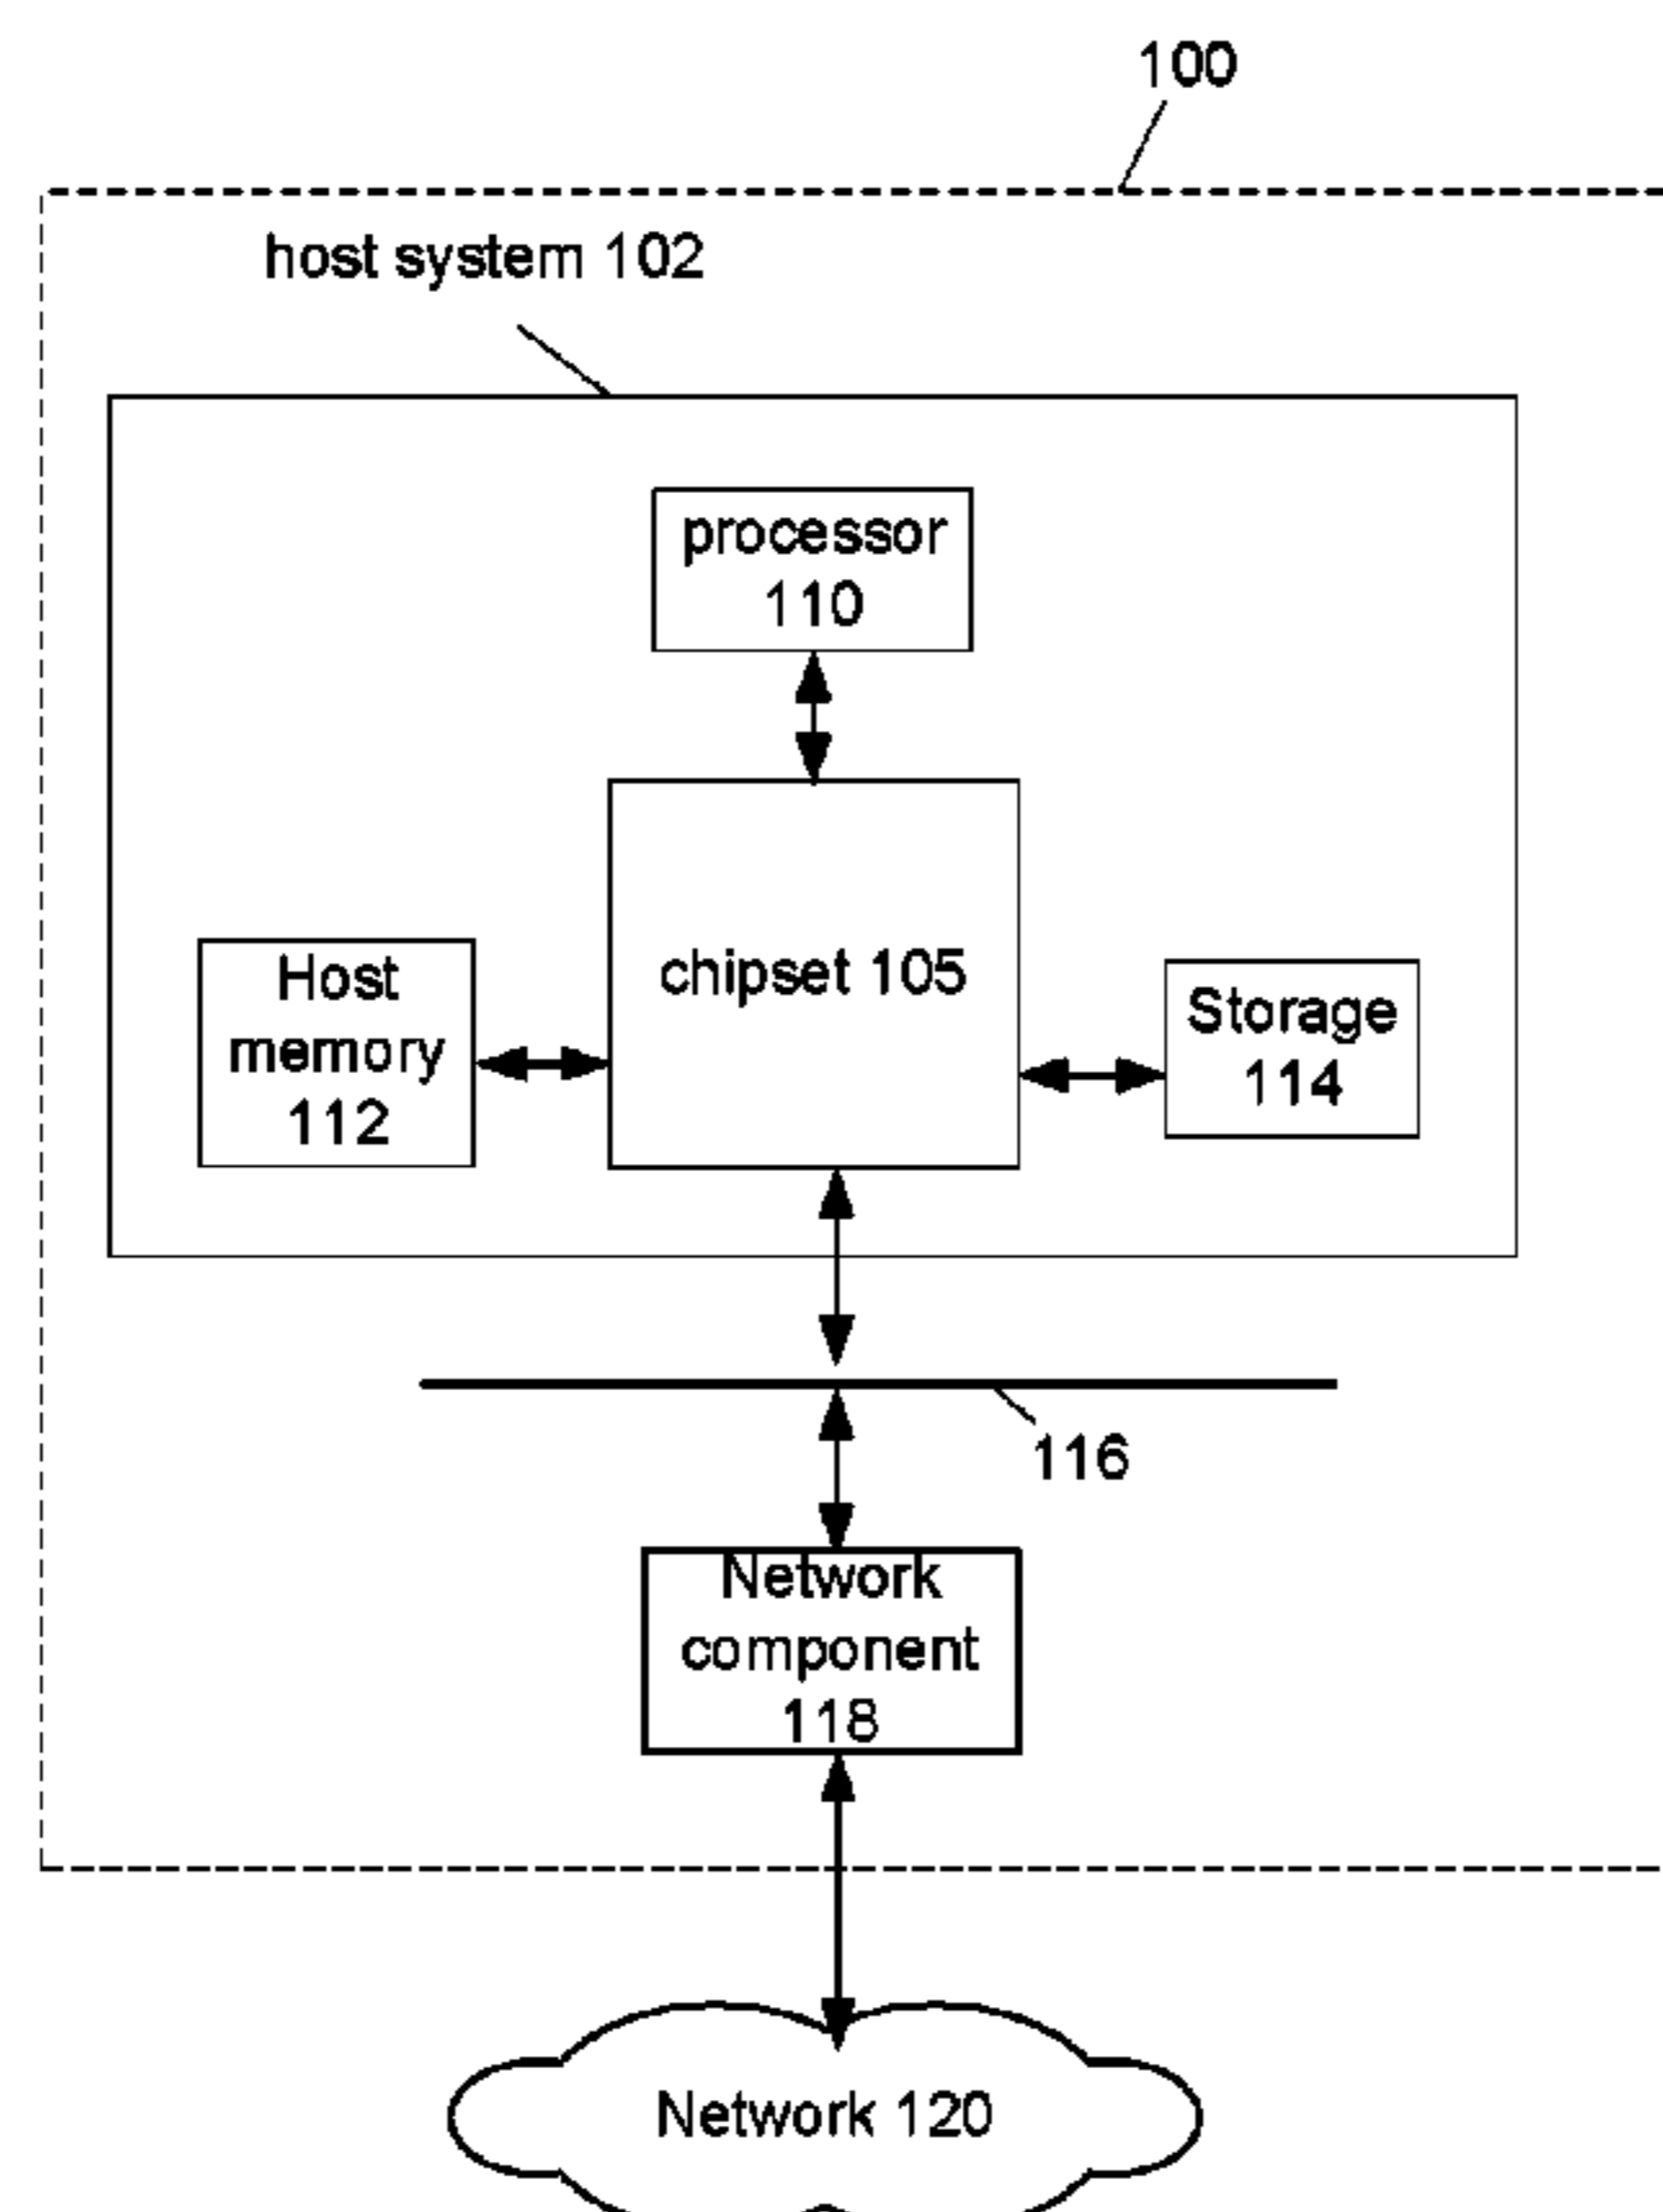 100
host system 102
processor
110
chipset 105
Host
memory
112
Storage
114
116
Network
component
118
Network 120